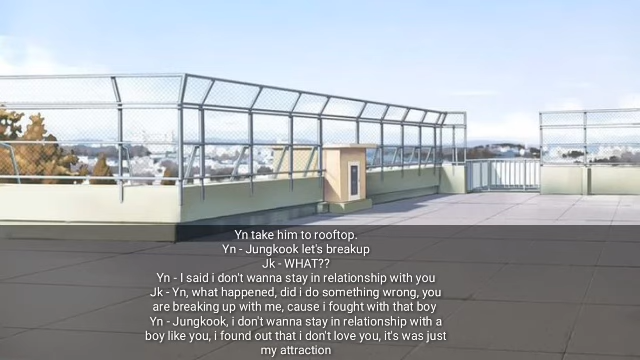 Yn take him to rooftop.
Yn - Jungkook let's breakup
Jk - WHAT??
Yn - I said i don't wanna stay in relationship with you
Jk - Yn, what happened, did i do something wrong, you
are breaking up with me, cause i fought with that boy
Yn - Jungkook, i don't wanna stay in relationship with a
boy like you, i found out that i don't love you, it's was just
my attraction